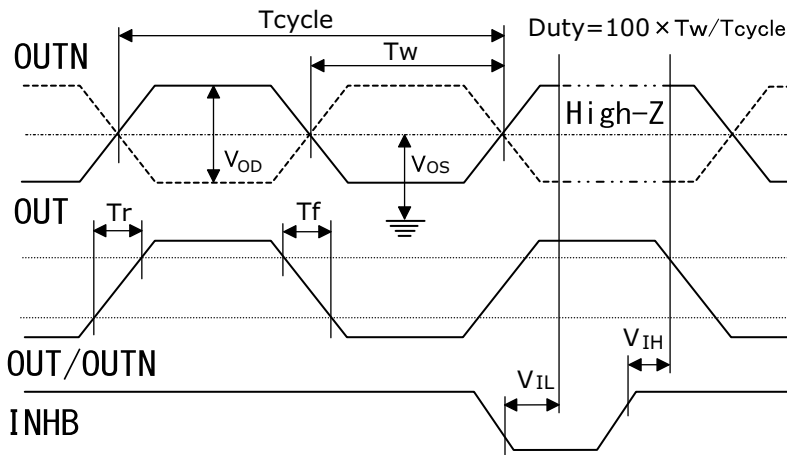 Tcycle
Duty=100×Tw/Tcycle
OUTN
Tw
High-Z
VOD
VOS
OUT
Tr
Tf
OUT/OUTN
VIH
VIL
INHB